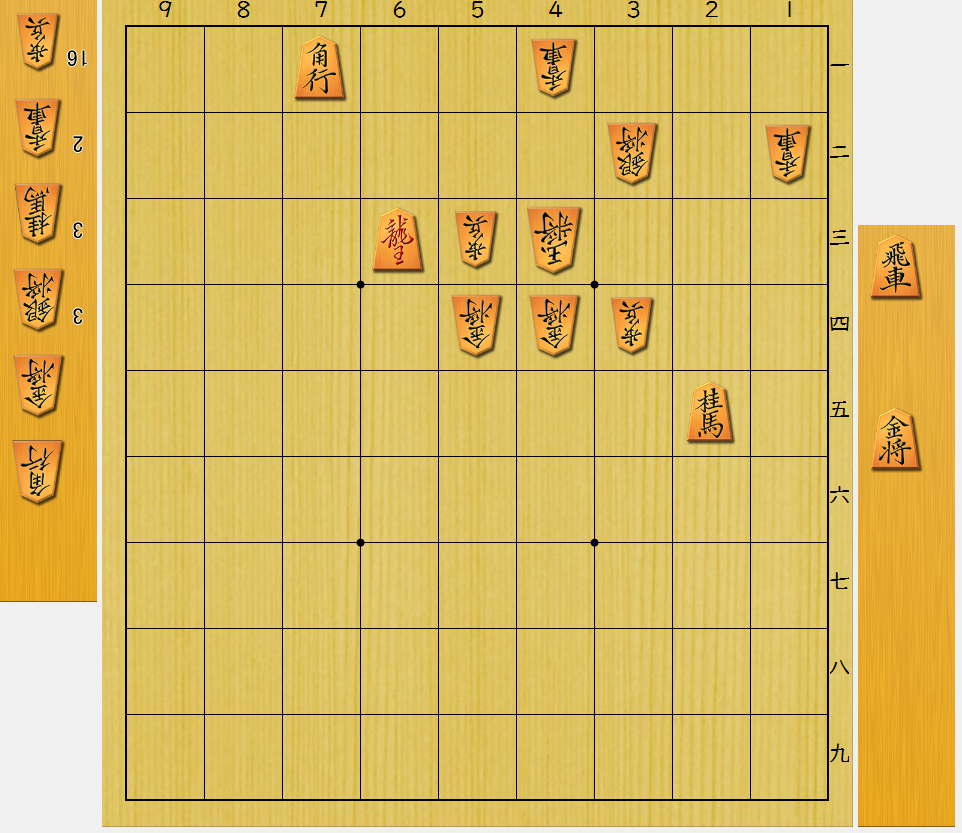 9 8 7 6 5 4 3 2 1
歩兵 16
香車 2
桂馬 3
銀将 3
金将
角行
角行 香車 一
銀将 香車 二
龍王 歩兵 玉将 三
金将 金将 歩兵 四
桂馬 五
六
七
八
九
飛車
金将